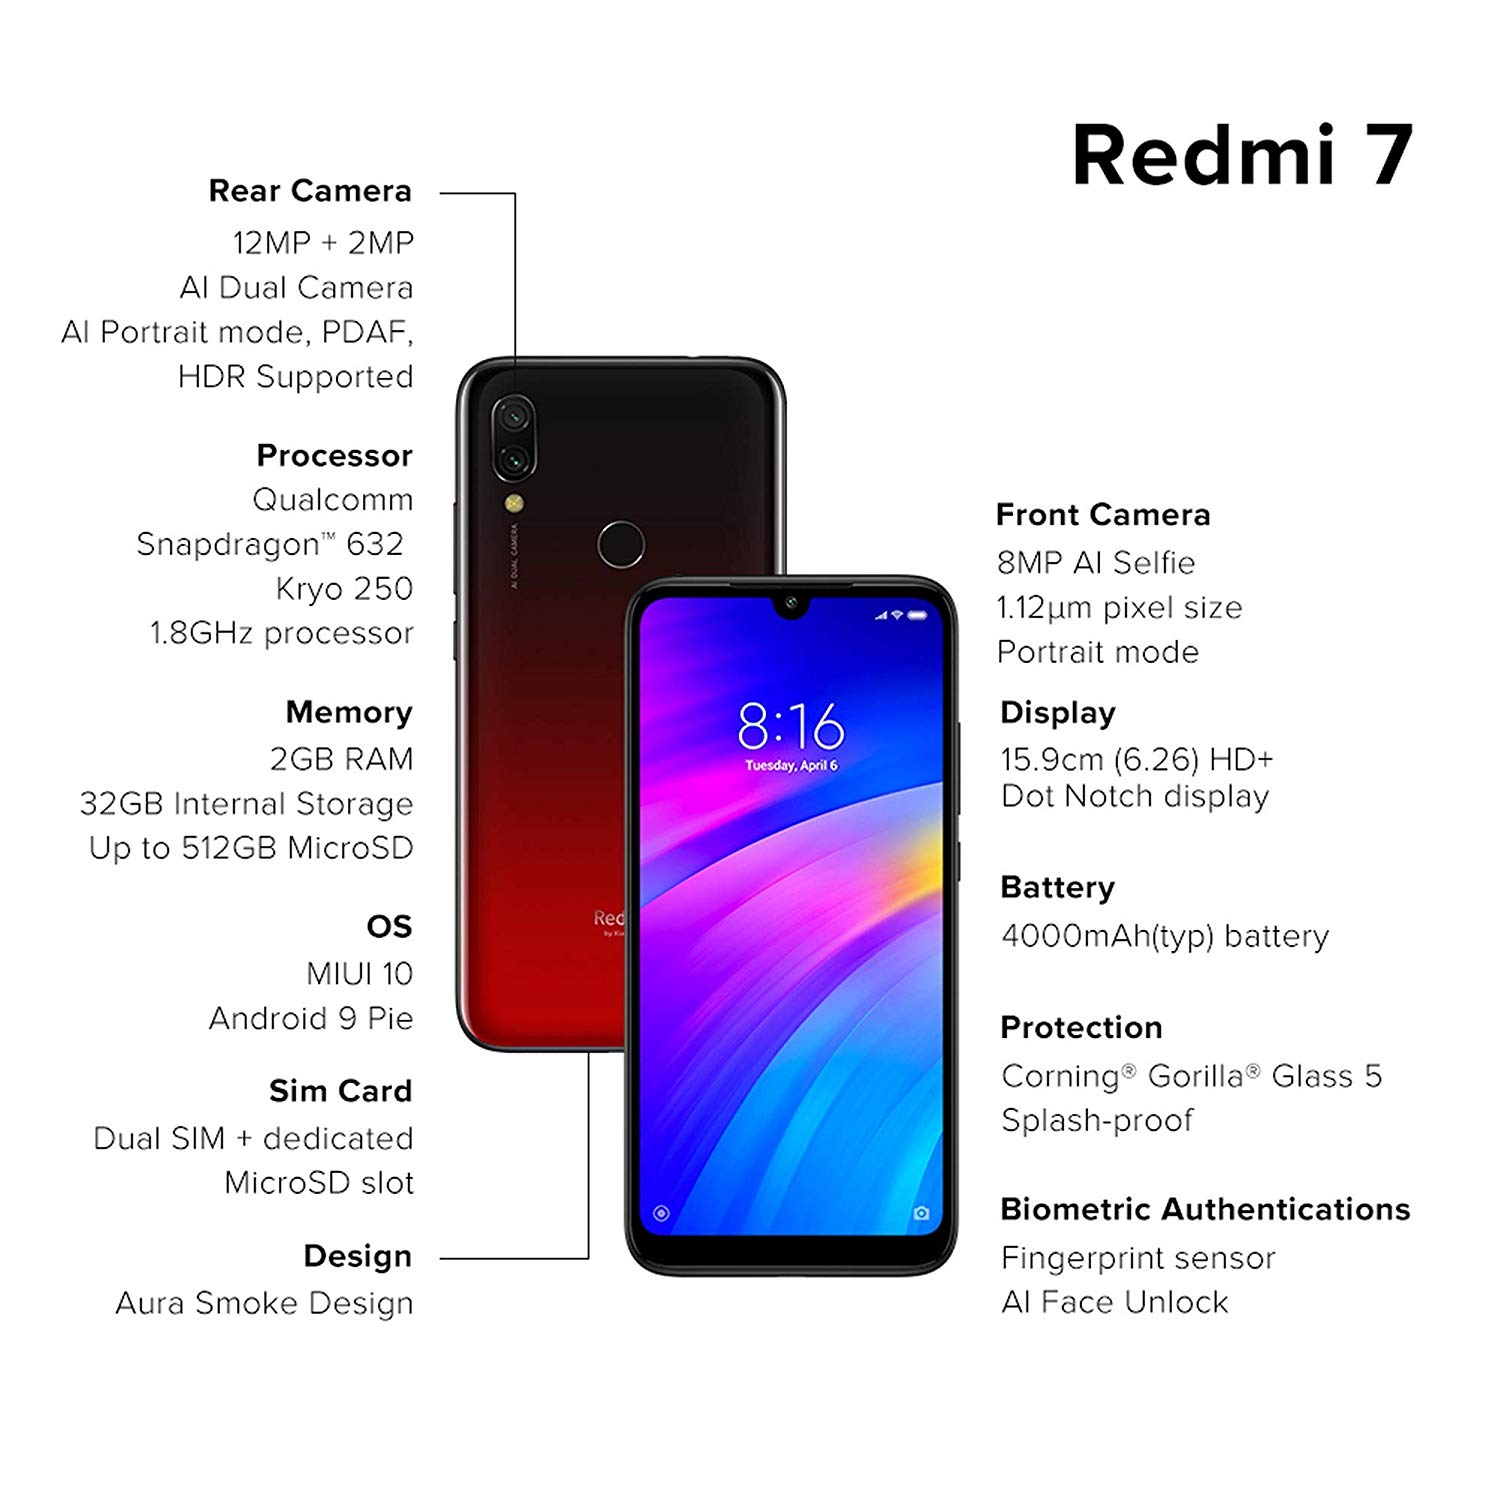 Redmi 7
Rear Camera
12MP + 2MP
AI Dual Camera
AI Portrait mode, PDAF,
HDR Supported
Processor
Qualcomm
Snapdragon™ 632
Kryo 250
1.8GHz processor
Memory
2GB RAM
32GB Internal Storage
Up to 512GB MicroSD
OS
MIUI 10
Android 9 Pie
Sim Card
Dual SIM + dedicated
MicroSD slot
Design
Aura Smoke Design
AI DUAL CAMERA
Red
by Xia
8:16
Tuesday, April 6
Front Camera
8MP AI Selfie
1.12μm pixel size
Portrait mode
Display
15.9cm (6.26) HD+
Dot Notch display
Battery
4000mAh(typ) battery
Protection
Corning® Gorilla® Glass 5
Splash-proof
Biometric Authentications
Fingerprint sensor
AI Face Unlock